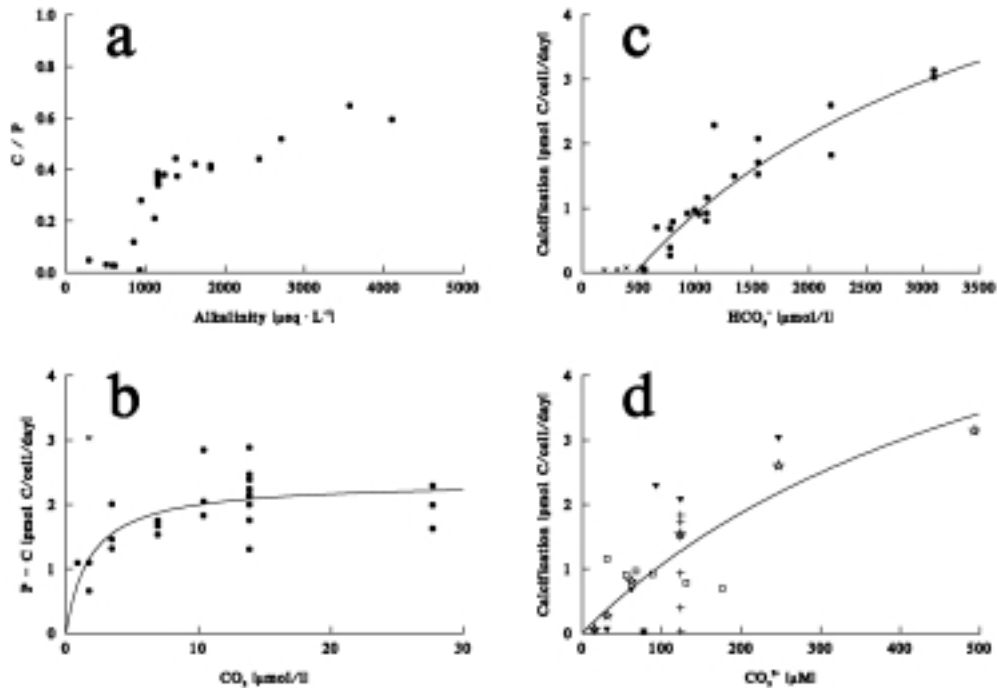 a
C / P
1.0
0.8
0.6
0.4
0.2
0.0
0 1000 2000 3000 4000 5000
Alkalinity [μeq · L⁻¹]
c
Calcification [pmol C/cell/day]
4
3
2
1
0
0 500 1000 1500 2000 2500 3000 3500
HCO₃⁻ [μmol/l]
b
P - C [pmol C/cell/day]
4
3
2
1
0
0 10 20 30
CO₂ [μmol/l]
d
Calcification [pmol C/cell/day]
4
3
2
1
0
0 100 200 300 400 500
CO₃²⁻ [μM]